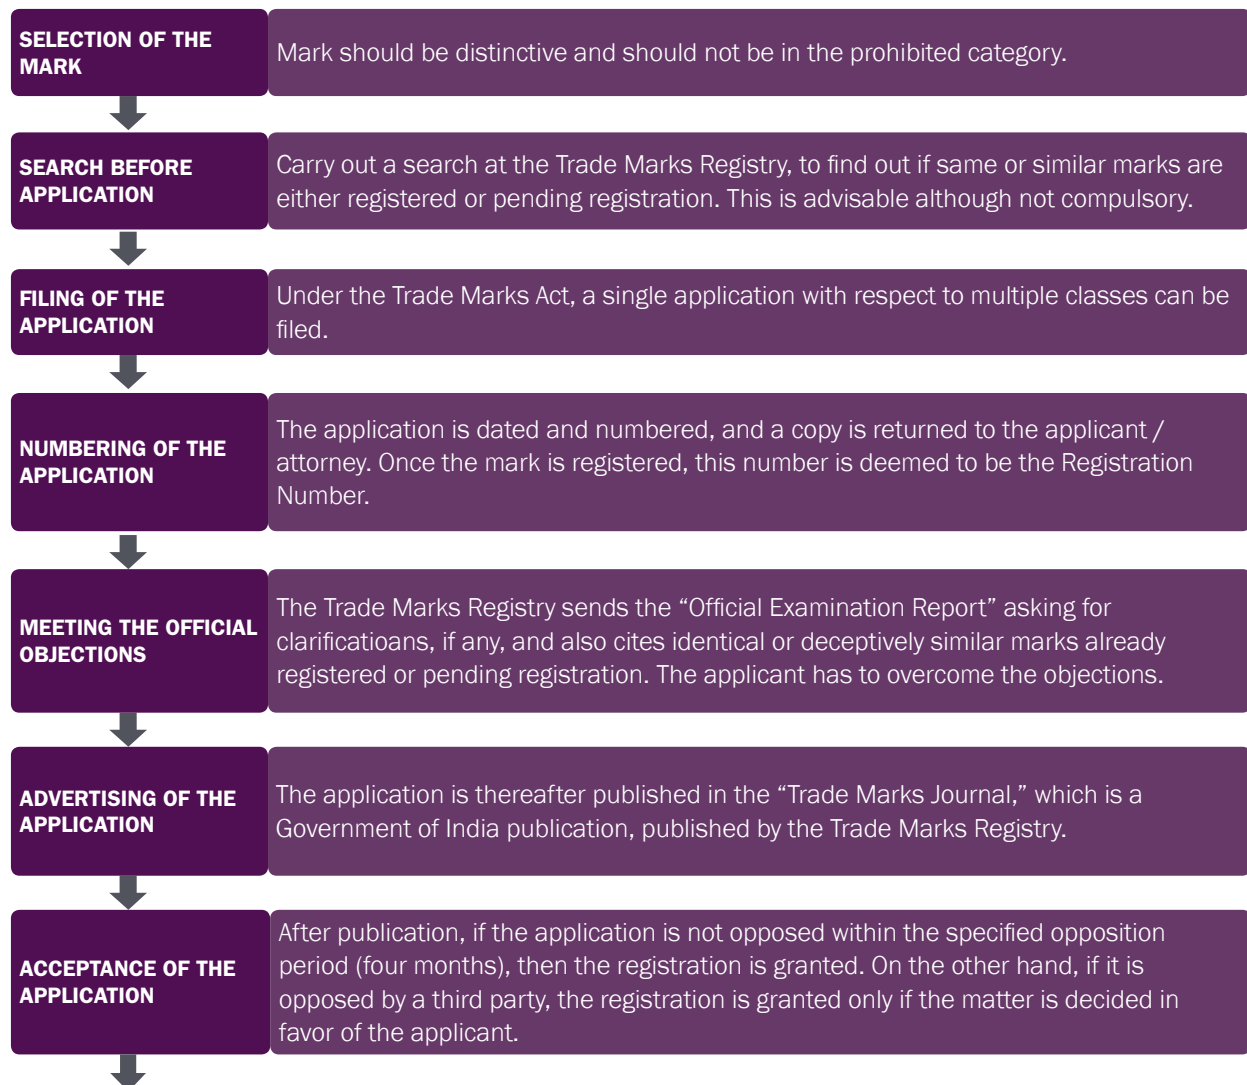 SELECTION OF THE
MARK
Mark should be distinctive and should not be in the prohibited category.
SEARCH BEFORE
APPLICATION
Carry out a search at the Trade Marks Registry, to find out if same or similar marks are
either registered or pending registration. This is advisable although not compulsory.
FILING OF THE
APPLICATION
Under the Trade Marks Act, a single application with respect to multiple classes can be
filed.
NUMBERING OF THE
APPLICATION
The application is dated and numbered, and a copy is returned to the applicant /
attorney. Once the mark is registered, this number is deemed to be the Registration
Number.
MEETING THE OFFICIAL
OBJECTIONS
The Trade Marks Registry sends the “Official Examination Report” asking for
clarificatioans, if any, and also cites identical or deceptively similar marks already
registered or pending registration. The applicant has to overcome the objections.
ADVERTISING OF THE
APPLICATION
The application is thereafter published in the “Trade Marks Journal,” which is a
Government of India publication, published by the Trade Marks Registry.
ACCEPTANCE OF THE
APPLICATION
After publication, if the application is not opposed within the specified opposition
period (four months), then the registration is granted. On the other hand, if it is
opposed by a third party, the registration is granted only if the matter is decided in
favor of the applicant.